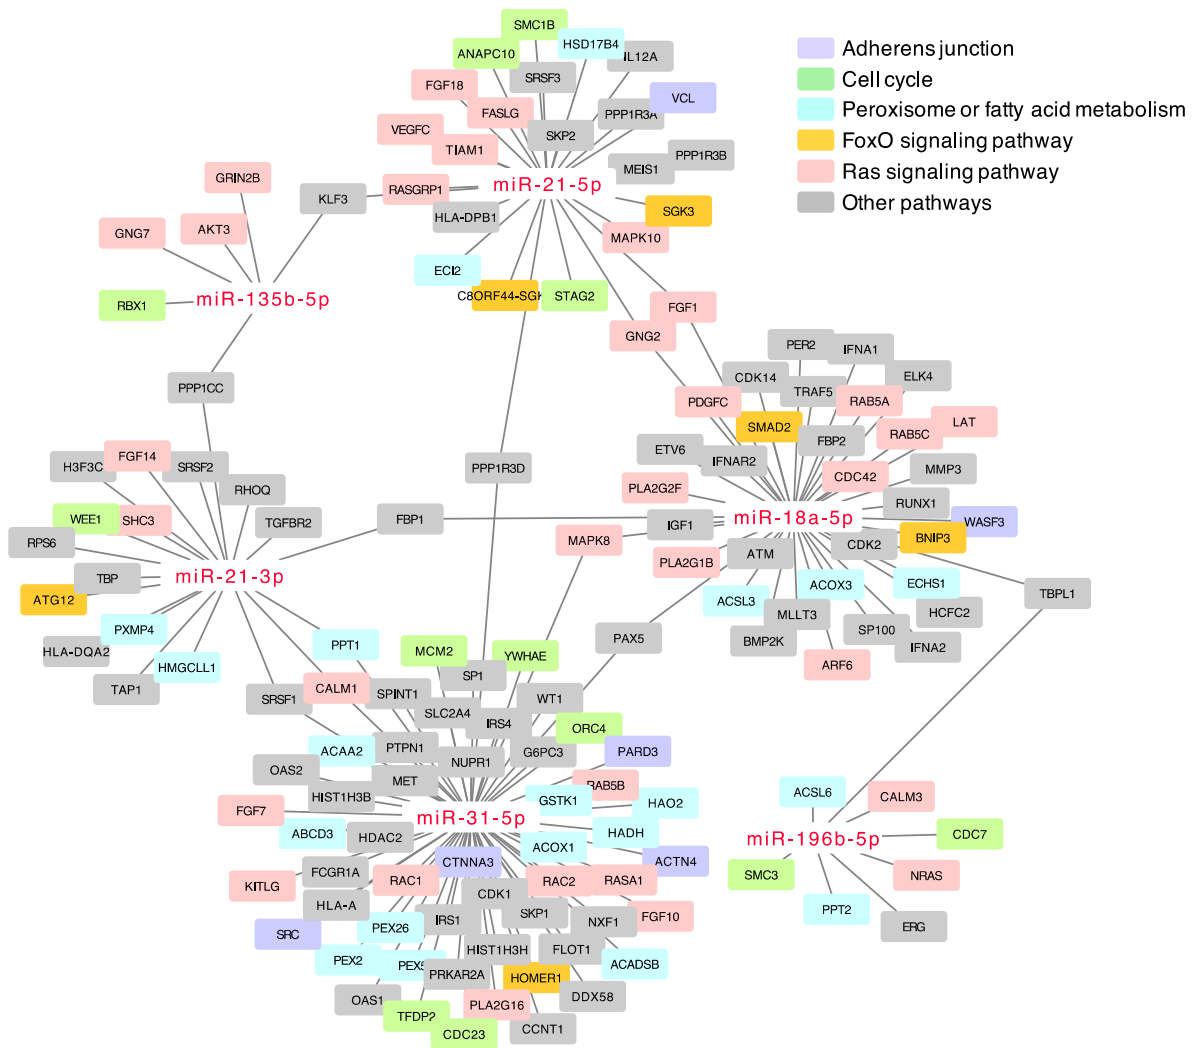 SMC1B
ANAPC10
HSD17B4
IL12A
SRSF3
FGF18
FASLG
VCL
PPP1R3A
VEGFC
TIAM1
SKP2
PPP1R3B
MEIS1
miR-21-5p
RASGRP1
KLF3
HLA-DPB1
SGK3
MAPK10
ECI2
C8ORF44-SGK
STAG2
Adherens junction
Cell cycle
Peroxisome or fatty acid metabolism
FoxO signaling pathway
Ras signaling pathway
Other pathways
GRIN2B
GNG7
AKT3
RBX1
miR-135b-5p
PPP1CC
FGF1
GNG2
PER2
IFNA1
CDK14
TRAF5
ELK4
PDGFC
RAB5A
SMAD2
FBP2
RAB5C
LAT
ETV6
IFNAR2
CDC42
MMP3
PLA2G2F
RUNX1
IGF1
miR-18a-5p
WASF3
BNIP3
CDK2
MAPK8
PLA2G1B
ATM
ACOX3
ECHS1
TBPL1
ACSL3
MLLT3
HCFC2
BMP2K
SP100
IFNA2
ARF6
PPP1R3D
FBP1
H3F3C
FGF14
SRSF2
RHOQ
WEE1
SHC3
TGFBR2
RPS6
TBP
miR-21-3p
ATG12
PXMP4
HLA-DQA2
HMGCLL1
TAP1
PPT1
PAX5
SRSF1
CALM1
MCM2
YWHAE
SP1
SPINT1
SLC2A4
WT1
IRS4
ORC4
ACAA2
PTPN1
NUPR1
G6PC3
PARD3
OAS2
MET
HIST1H3B
RAB5B
GSTK1
HAO2
FGF7
miR-31-5p
ABCD3
HDAC2
HADH
ACOX1
CTNNA3
ACTN4
FCGR1A
KITLG
RAC1
RAC2
RASA1
CDK1
HLA-A
SKP1
FGF10
IRS1
NXF1
SRC
PEX26
HIST1H3H
FLOT1
PEX2
ACADSB
PRKAR2A
HOMER1
OAS1
DDX58
PLA2G16
TFDP2
CDC23
CCNT1
ACSL6
CALM3
miR-196b-5p
CDC7
SMC3
NRAS
PPT2
ERG